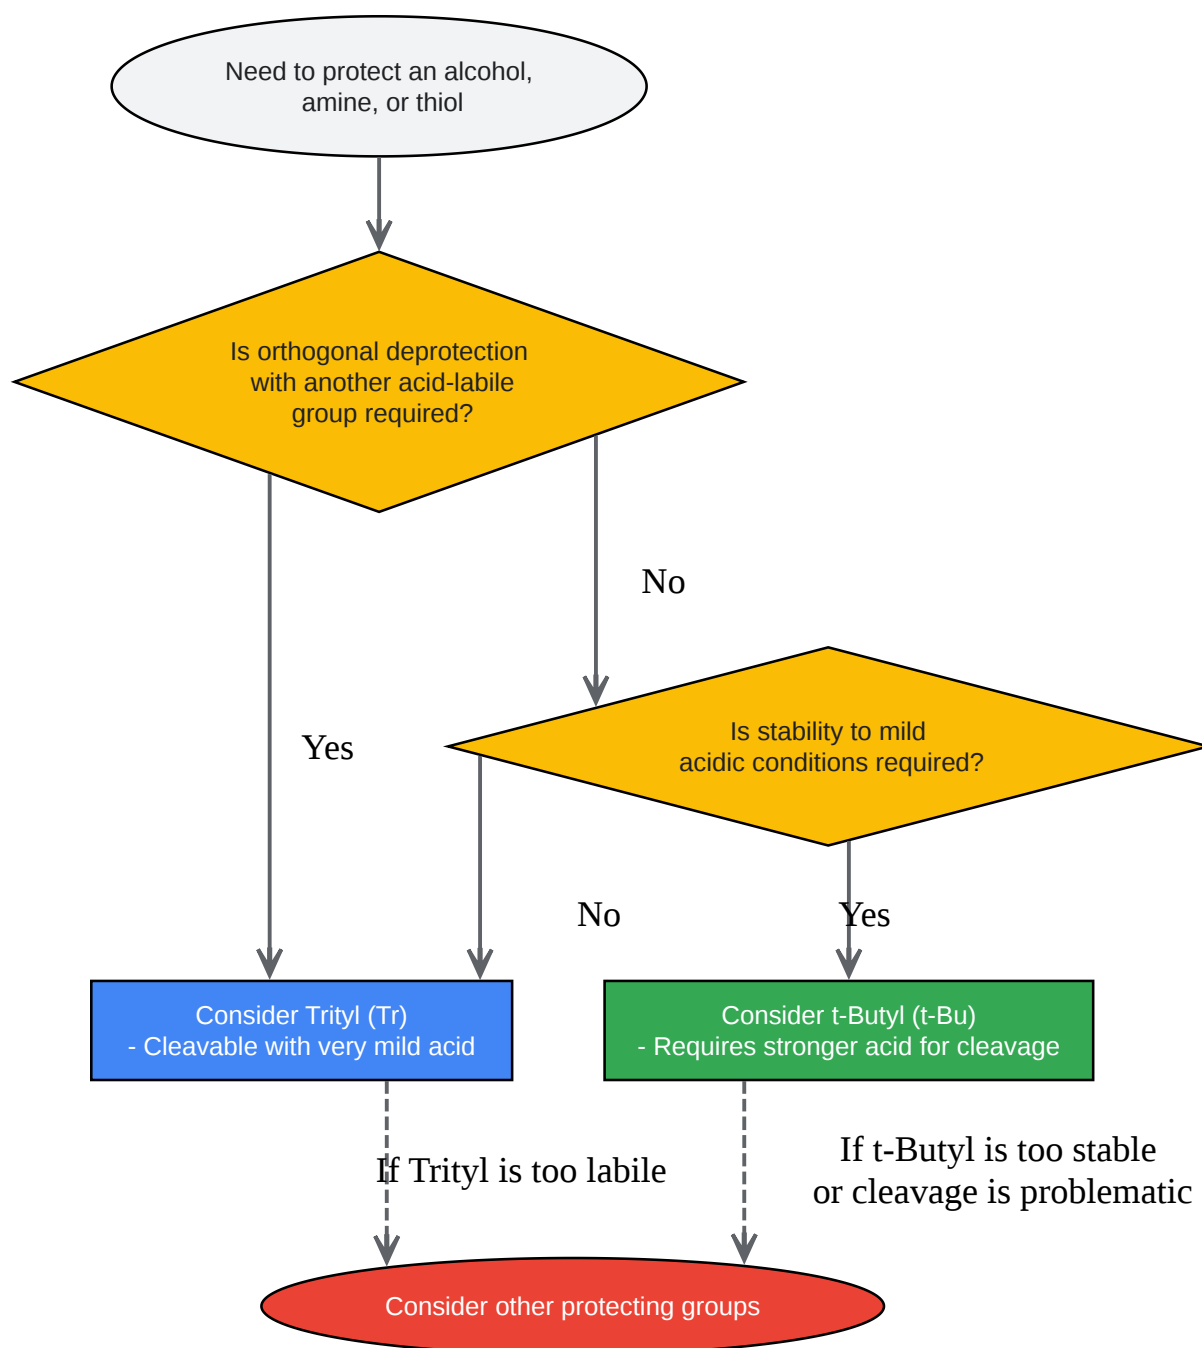 Need to protect an alcohol,
amine, or thiol
Is orthogonal deprotection
with another acid-labile
group required?
No
Is stability to mild
acidic conditions required?
Yes
No
Yes
Consider Trityl (Tr)
- Cleavable with very mild acid
Consider t-Butyl (t-Bu)
- Requires stronger acid for cleavage
If Trityl is too labile
If t-Butyl is too stable
or cleavage is problematic
Consider other protecting groups